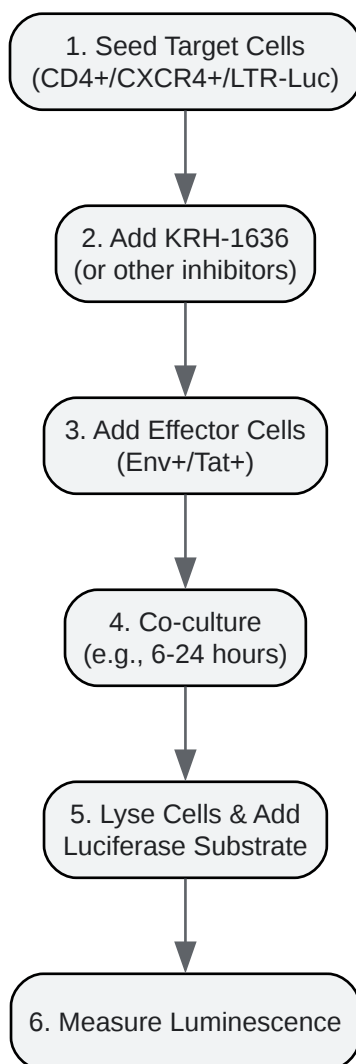 1. Seed Target Cells
(CD4+/CXCR4+/LTR-Luc)
2. Add KRH-1636
(or other inhibitors)
3. Add Effector Cells
(Env+/Tat+)
4. Co-culture
(e.g., 6-24 hours)
5. Lyse Cells & Add
Luciferase Substrate
6. Measure Luminescence